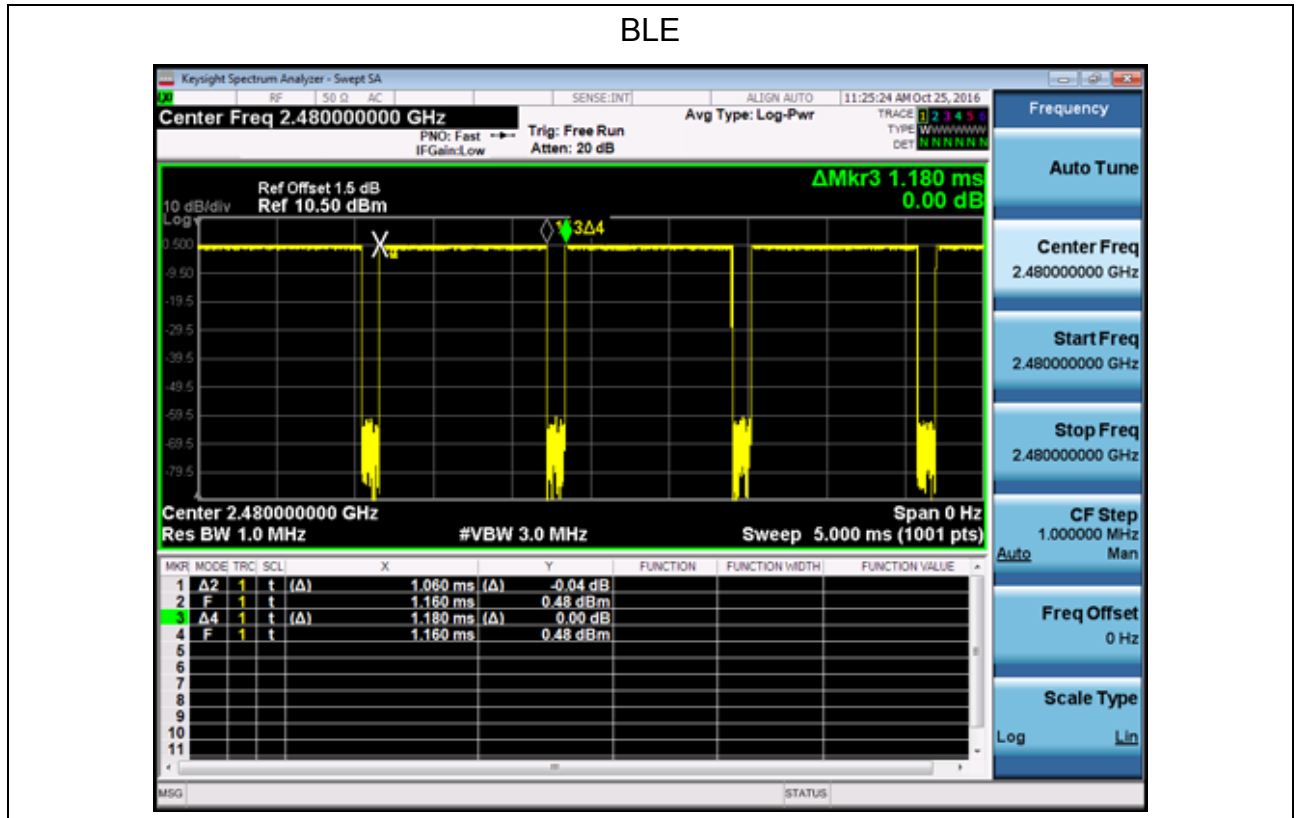 BLE
Keysight Spectrum Analyzer - Swept SA
RF 50 Ω AC SENSE:INT ALIGN AUTO 11:25:24 AM Oct 25, 2016
Center Freq 2.480000000 GHz
PNO: Fast
IFGain:Low
Trig: Free Run
Atten: 20 dB
Avg Type: Log-Pwr
TRACE 1 2 3 4 5 6
TYPE WWWWWWW
DET N N N N N N
Frequency
ΔMkr3 1.180 ms
0.00 dB
Ref Offset 1.5 dB
10 dB/div Ref 10.50 dBm
Log
3Δ4
X
0.500
-9.50
-19.5
-29.5
-39.5
-49.5
-59.5
-69.5
-79.5
Center 2.480000000 GHz Span 0 Hz
Res BW 1.0 MHz #VBW 3.0 MHz Sweep 5.000 ms (1001 pts)
MKR MODE TRC SCL X Y FUNCTION FUNCTION WIDTH FUNCTION VALUE
1 Δ2 1 t (Δ) 1.060 ms (Δ) -0.04 dB
2 F 1 t 1.160 ms 0.48 dBm
3 Δ4 1 t (Δ) 1.180 ms (Δ) 0.00 dB
4 F 1 t 1.160 ms 0.48 dBm
5
6
7
8
9
10
11
MSG STATUS
Auto Tune
Center Freq
2.480000000 GHz
Start Freq
2.480000000 GHz
Stop Freq
2.480000000 GHz
CF Step
1.000000 MHz
Auto Man
Freq Offset
0 Hz
Scale Type
Log Lin